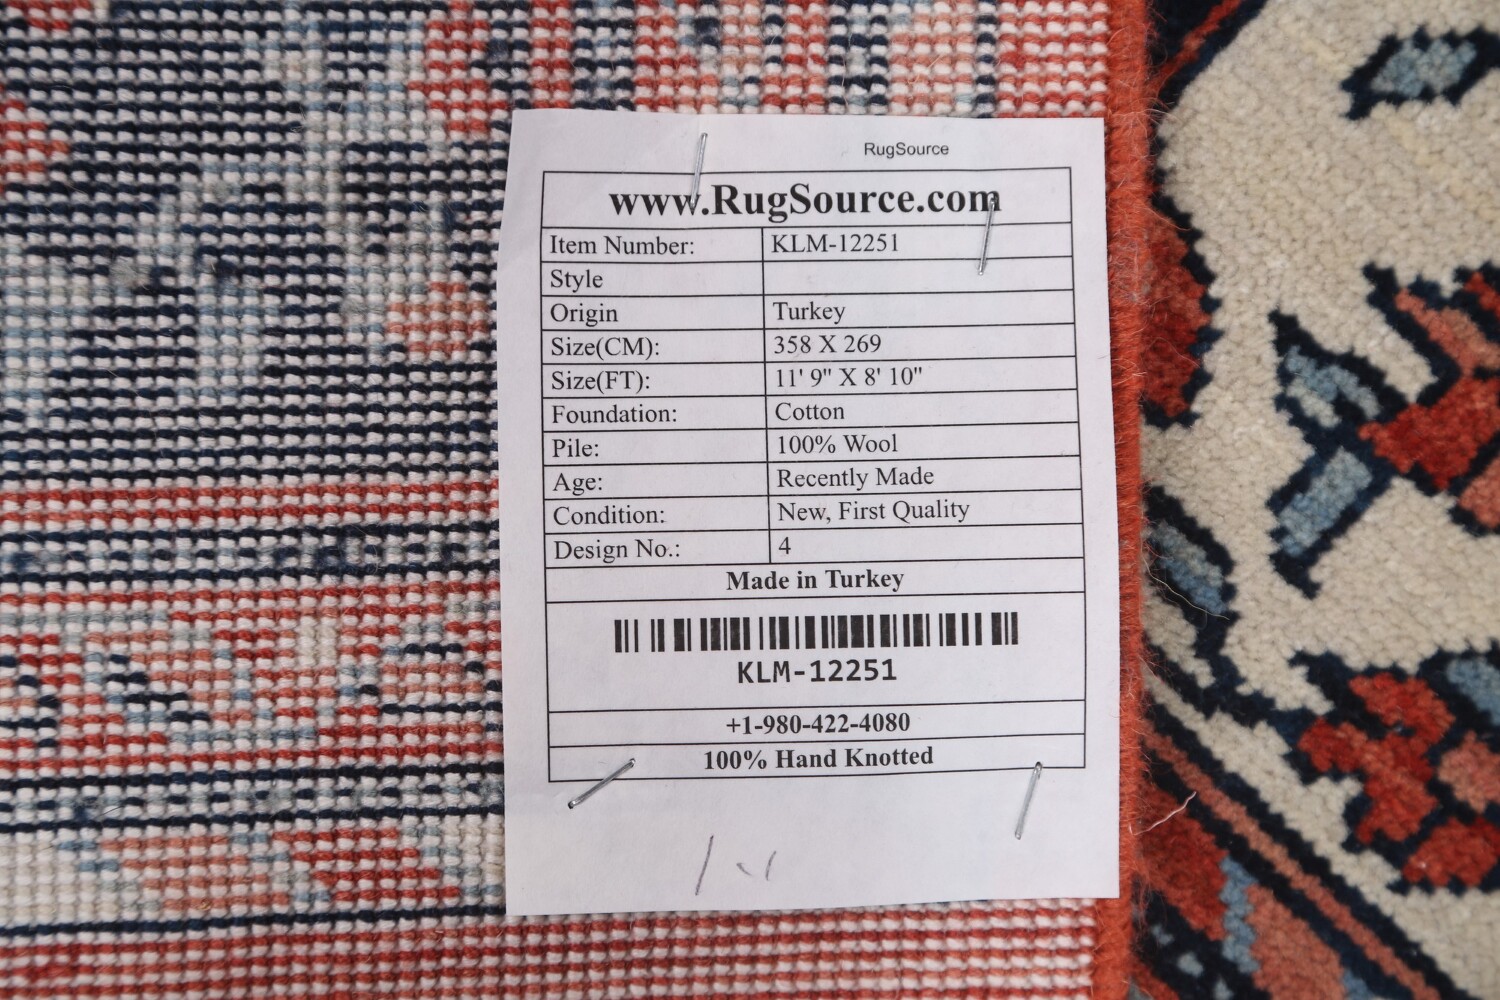 RugSource
www.RugSource.com
Item Number: KLM-12251
Style
Origin Turkey
Size(CM): 358 X 269
Size(FT): 11' 9" X 8' 10"
Foundation: Cotton
Pile: 100% Wool
Age: Recently Made
Condition: New, First Quality
Design No.: 4
Made in Turkey
KLM-12251
+1-980-422-4080
100% Hand Knotted